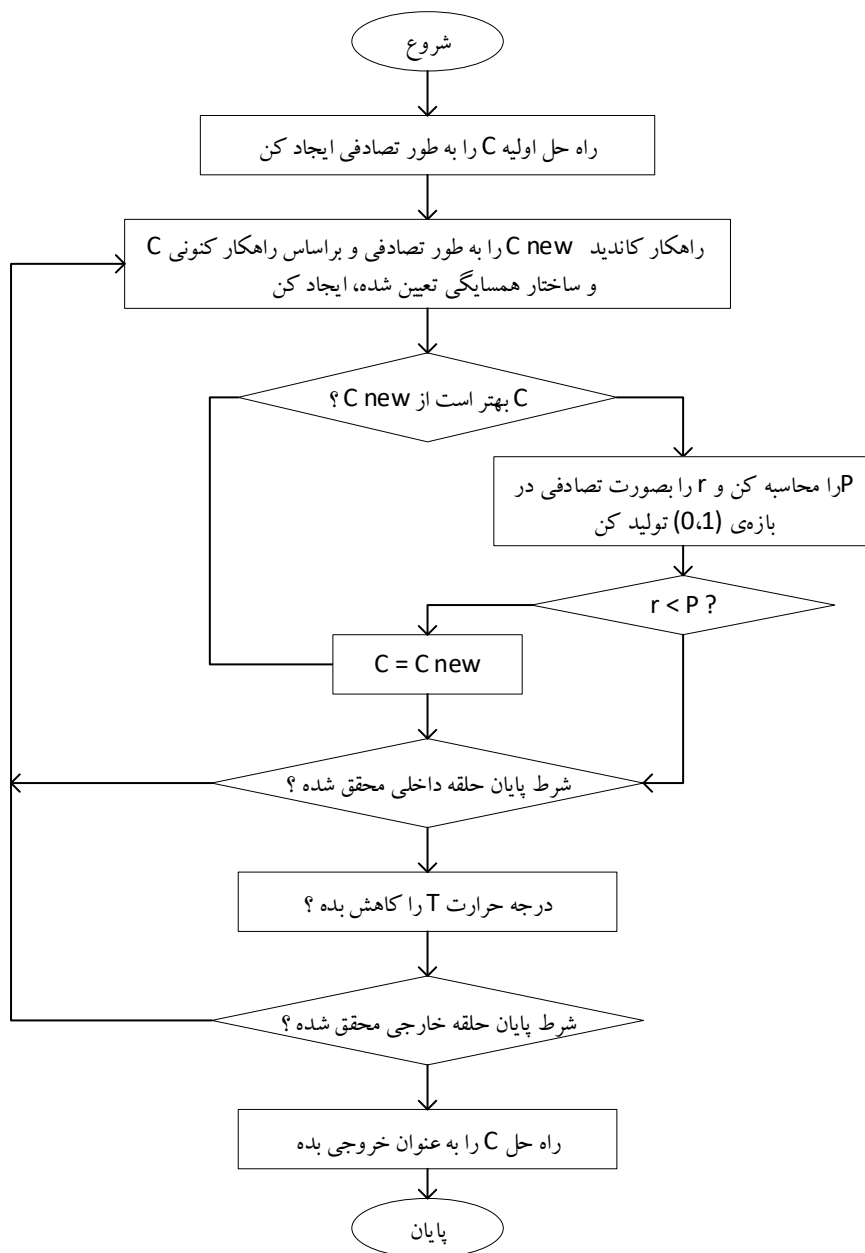 شروع
راه حل اولیه C را به طور تصادفی ایجاد کن
راهکار کاندید C new را به طور تصادفی و براساس راهکار کنونی C
و ساختار همسایگی تعیین شده، ایجاد کن
C بهتر است از C new ؟
P را محاسبه کن و r را بصورت تصادفی در
بازه‌ی (0،1) تولید کن
r < P ?
C = C new
شرط پایان حلقه داخلی محقق شده ؟
درجه حرارت T را کاهش بده ؟
شرط پایان حلقه خارجی محقق شده ؟
راه حل C را به عنوان خروجی بده
پایان